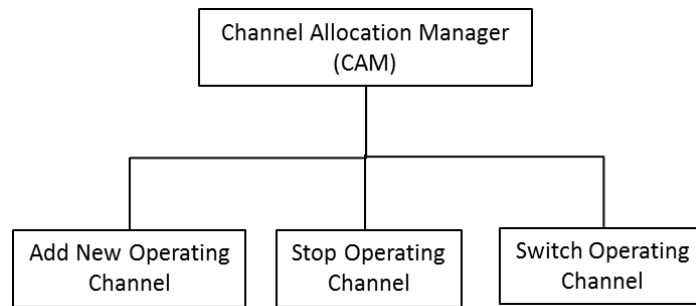 Channel Allocation Manager
(CAM)
Add New Operating
Channel
Stop Operating
Channel
Switch Operating
Channel